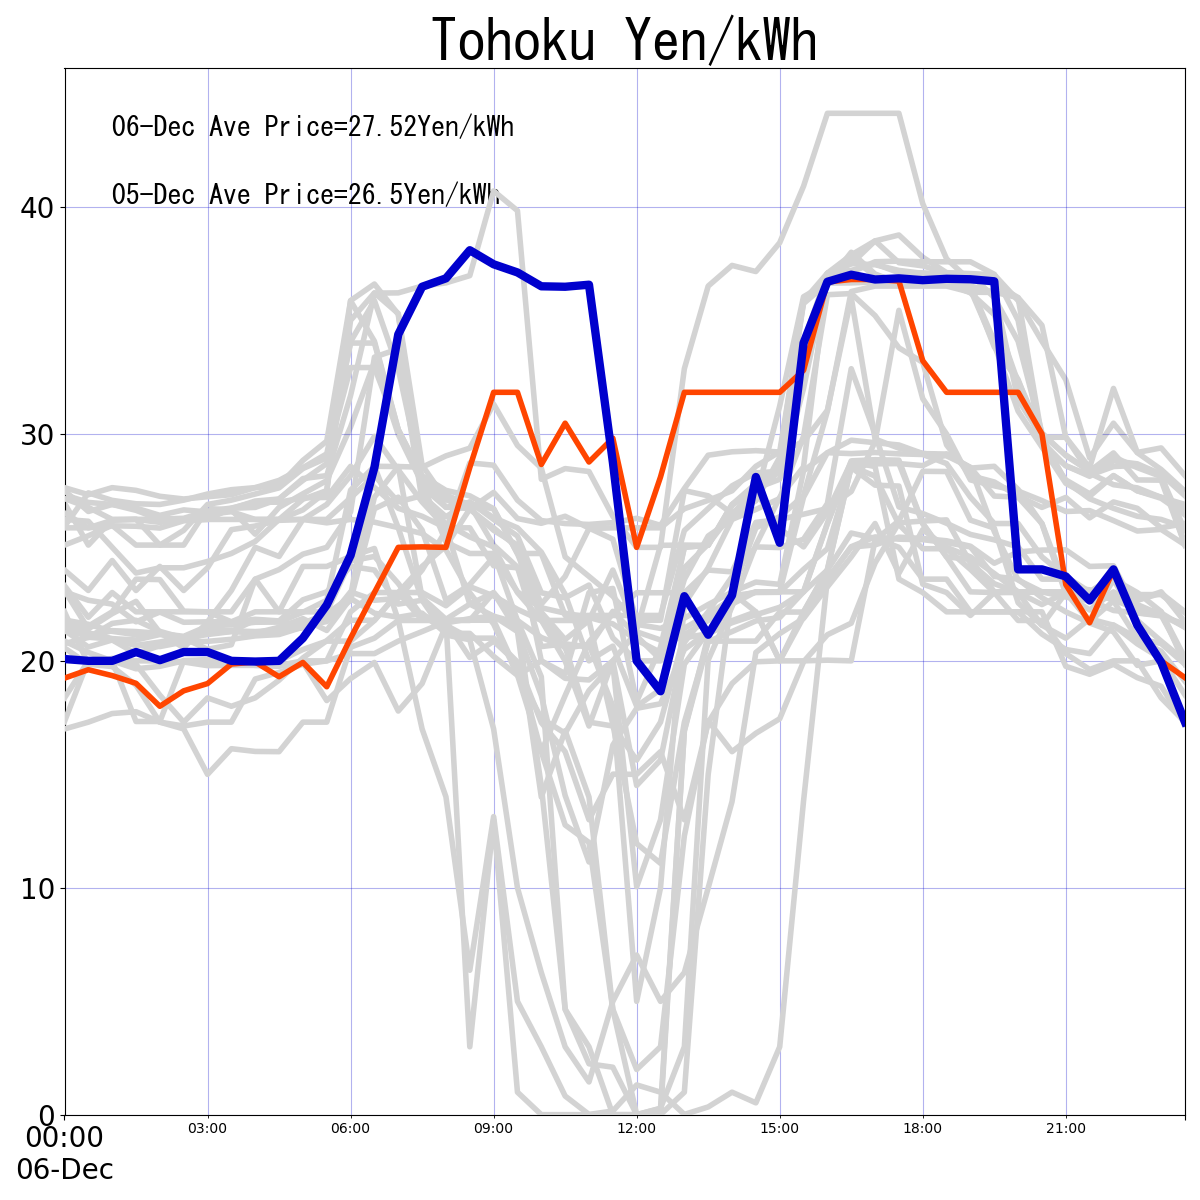 Tohoku Yen/kWh
06-Dec Ave Price=27.52Yen/kWh
05-Dec Ave Price=26.5Yen/kWh
40
30
20
10
0
00:00 03:00 06:00 09:00 12:00 15:00 18:00 21:00
06-Dec